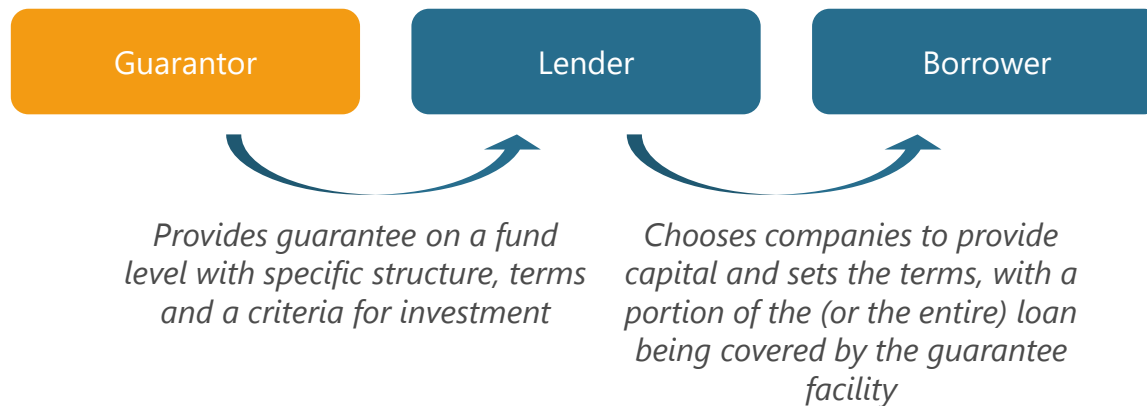 Guarantor
Lender
Borrower
Provides guarantee on a fund
level with specific structure, terms
and a criteria for investment
Chooses companies to provide
capital and sets the terms, with a
portion of the (or the entire) loan
being covered by the guarantee
facility